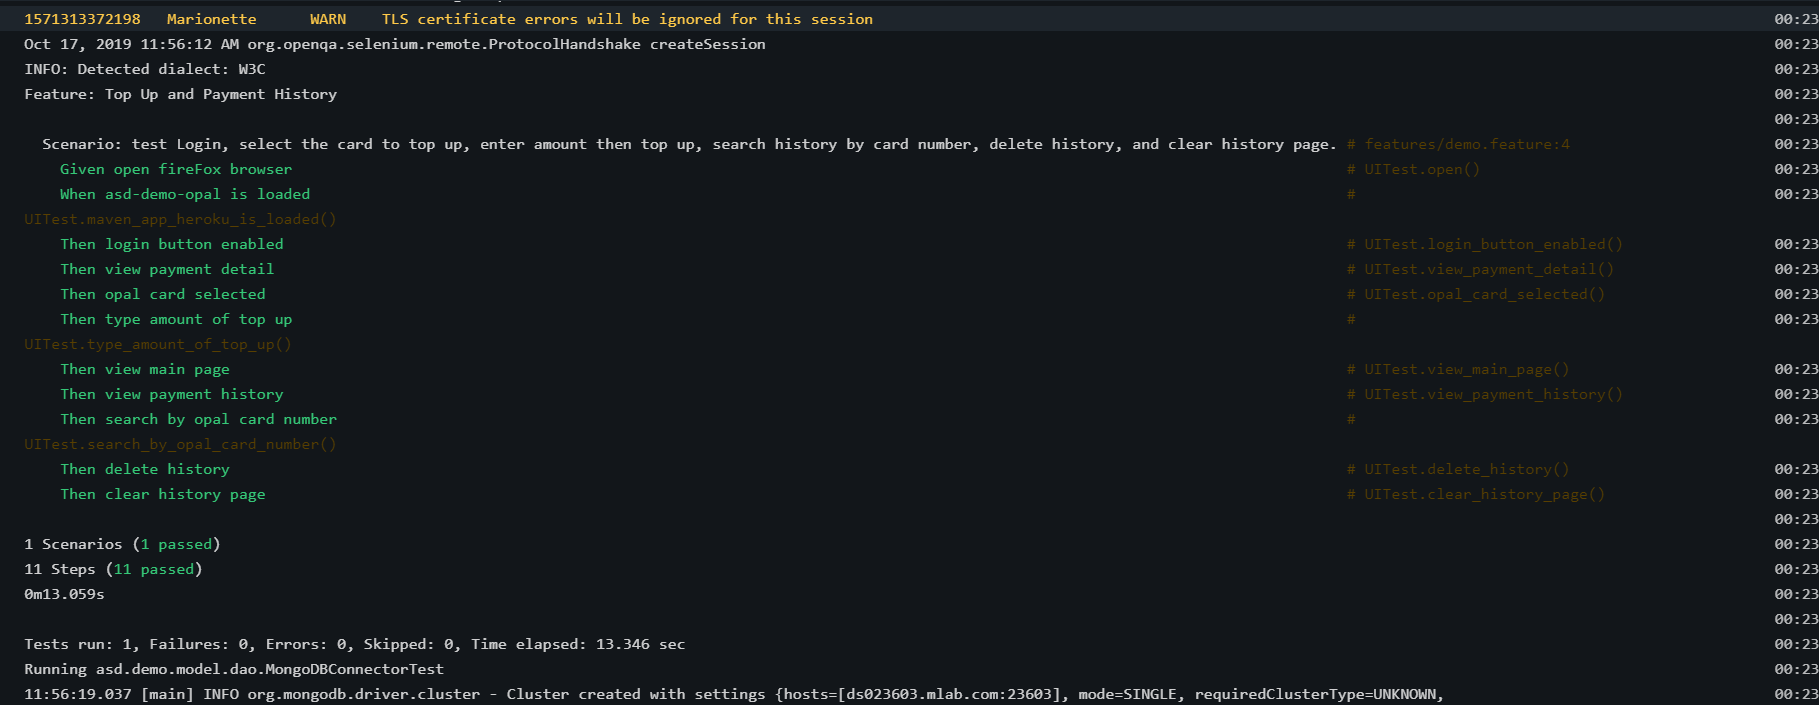 1571313372198 Marionette WARN TLS certificate errors will be ignored for this session 00:23
Oct 17, 2019 11:56:12 AM org.openqa.selenium.remote.ProtocolHandshake createSession 00:23
INFO: Detected dialect: W3C 00:23
Feature: Top Up and Payment History 00:23
00:23
Scenario: test Login, select the card to top up, enter amount then top up, search history by card number, delete history, and clear history page. # features/demo.feature:4 00:23
Given open fireFox browser # UITest.open() 00:23
When asd-demo-opal is loaded # 00:23
UITest.maven_app_heroku_is_loaded()
Then login button enabled # UITest.login_button_enabled() 00:23
Then view payment detail # UITest.view_payment_detail() 00:23
Then opal card selected # UITest.opal_card_selected() 00:23
Then type amount of top up # 00:23
UITest.type_amount_of_top_up()
Then view main page # UITest.view_main_page() 00:23
Then view payment history # UITest.view_payment_history() 00:23
Then search by opal card number # 00:23
UITest.search_by_opal_card_number()
Then delete history # UITest.delete_history() 00:23
Then clear history page # UITest.clear_history_page() 00:23
00:23
1 Scenarios (1 passed) 00:23
11 Steps (11 passed) 00:23
0m13.059s 00:23
00:23
Tests run: 1, Failures: 0, Errors: 0, Skipped: 0, Time elapsed: 13.346 sec 00:23
Running asd.demo.model.dao.MongoDBConnectorTest 00:23
11:56:19.037 [main] INFO org.mongodb.driver.cluster - Cluster created with settings {hosts=[ds023603.mlab.com:23603], mode=SINGLE, requiredClusterType=UNKNOWN, 00:23